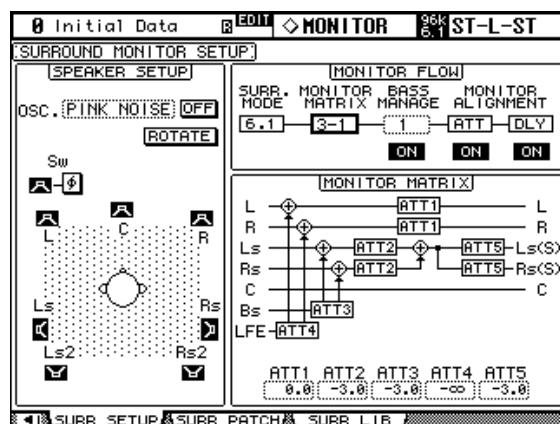 0 Initial Data EDIT MONITOR 96k 6.1 ST-L-ST
SURROUND MONITOR SETUP
SPEAKER SETUP
OSC. PINK NOISE OFF
ROTATE
Sw
ϕ
L C R
Ls Rs
Ls2 Rs2
MONITOR FLOW
SURR. MODE MONITOR MATRIX BASS MANAGE MONITOR ALIGNMENT
6.1 3-1 1 ATT DLY
ON ON ON
MONITOR MATRIX
L ATT1 L
R ATT1 R
Ls ATT2 ATT5 Ls(S)
Rs ATT2 ATT5 Rs(S)
C C
Bs ATT3
LFE ATT4
ATT1 ATT2 ATT3 ATT4 ATT5
0.0 -3.0 -3.0 -∞ -3.0
SURR SETUP SURR PATCH SURR LIB